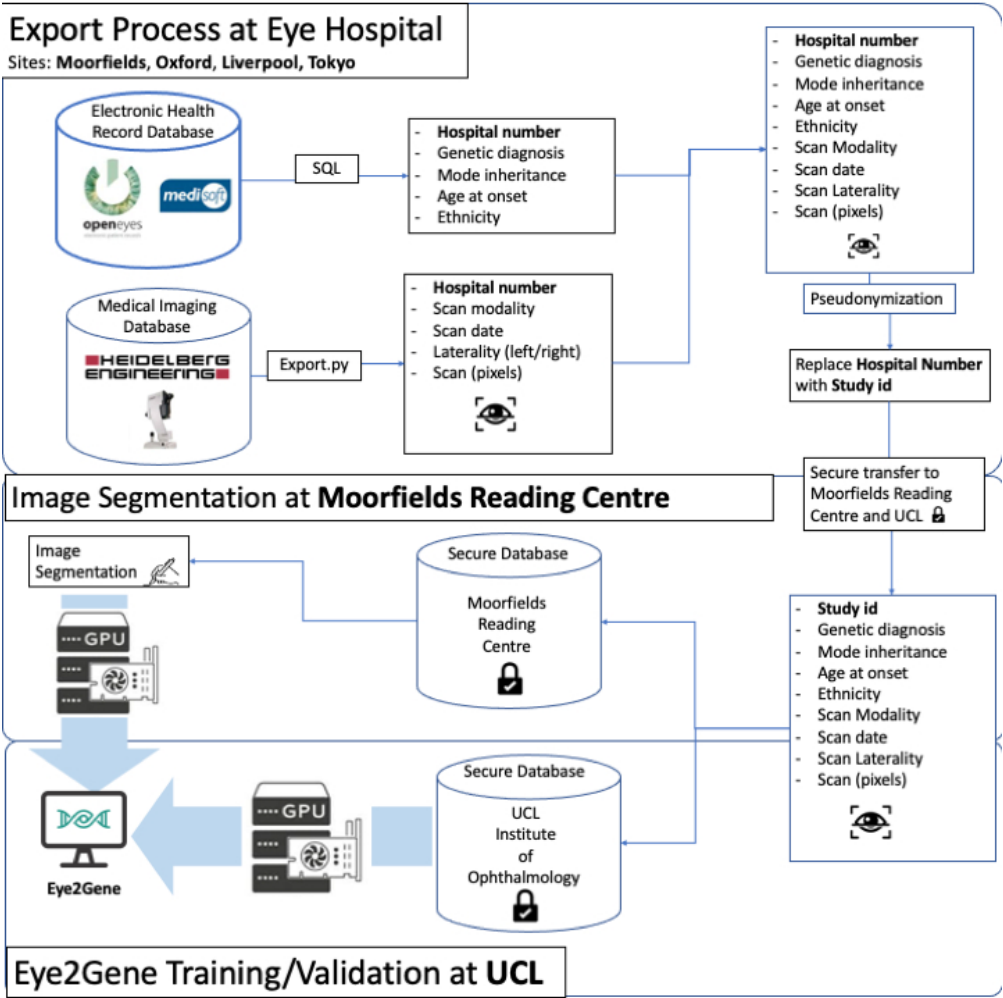 Export Process at Eye Hospital
Sites: Moorfields, Oxford, Liverpool, Tokyo
Electronic Health
Record Database
openeyes
medisoft
SQL
- Hospital number
- Genetic diagnosis
- Mode inheritance
- Age at onset
- Ethnicity
Medical Imaging
Database
HEIDELBERG
ENGINEERING
Export.py
- Hospital number
- Scan modality
- Scan date
- Laterality (left/right)
- Scan (pixels)
- Hospital number
- Genetic diagnosis
- Mode inheritance
- Age at onset
- Ethnicity
- Scan Modality
- Scan date
- Scan Laterality
- Scan (pixels)
Pseudonymization
Replace Hospital Number
with Study id
Secure transfer to
Moorfields Reading
Centre and UCL
Image Segmentation at Moorfields Reading Centre
Image
Segmentation
GPU
Secure Database
Moorfields
Reading
Centre
- Study id
- Genetic diagnosis
- Mode inheritance
- Age at onset
- Ethnicity
- Scan Modality
- Scan date
- Scan Laterality
- Scan (pixels)
Eye2Gene
GPU
Secure Database
UCL
Institute
of
Ophthalmology
Eye2Gene Training/Validation at UCL